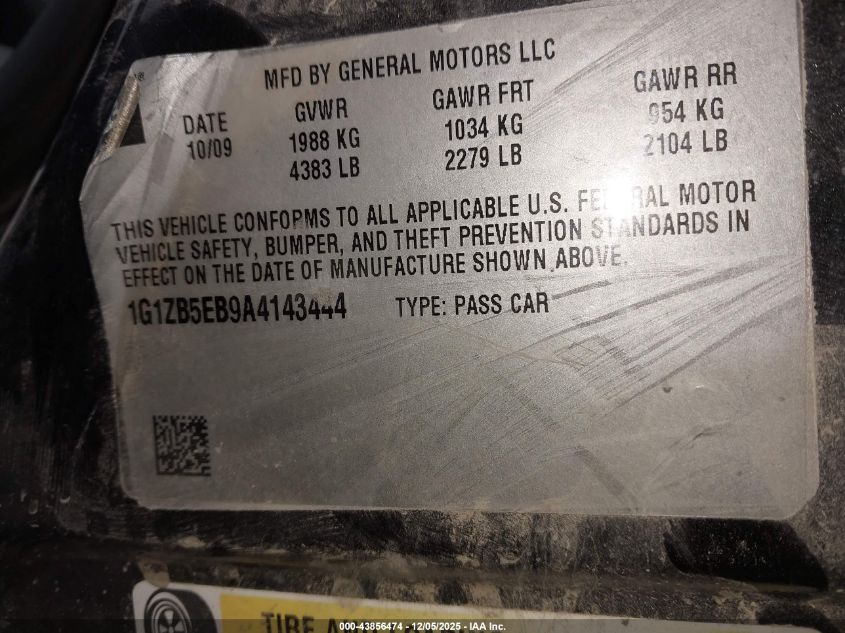 MFD BY GENERAL MOTORS LLC
DATE GVWR GAWR FRT GAWR RR
10/09 1988 KG 1034 KG 954 KG
4383 LB 2279 LB 2104 LB
THIS VEHICLE CONFORMS TO ALL APPLICABLE U.S. FE RAL MOTOR
VEHICLE SAFETY, BUMPER, AND THEFT PREVENTION STANDARDS IN
EFFECT ON THE DATE OF MANUFACTURE SHOWN ABOVE.
1G1ZB5EB9A4143444 TYPE: PASS CAR
TIRE
000-43856474 - 12/05/2025 - IAA Inc.